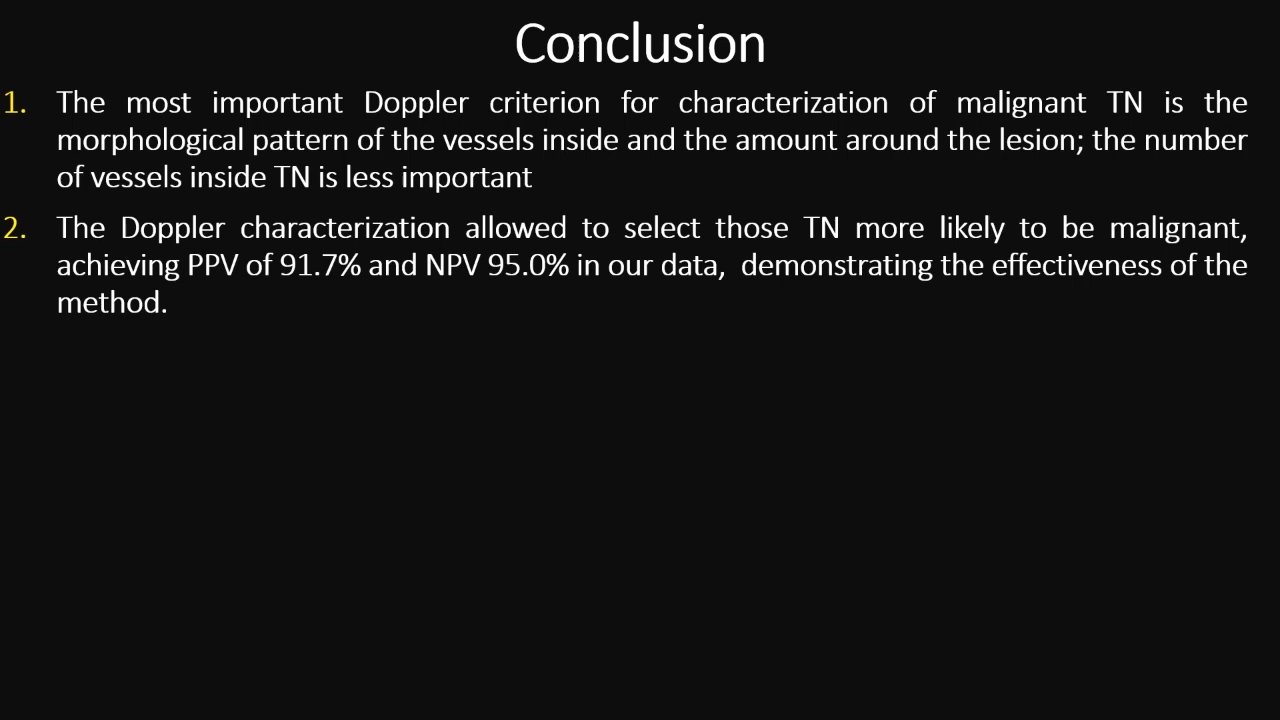 Conclusion
1. The most important Doppler criterion for characterization of malignant TN is the
morphological pattern of the vessels inside and the amount around the lesion; the number
of vessels inside TN is less important
2. The Doppler characterization allowed to select those TN more likely to be malignant,
achieving PPV of 91.7% and NPV 95.0% in our data, demonstrating the effectiveness of the
method.